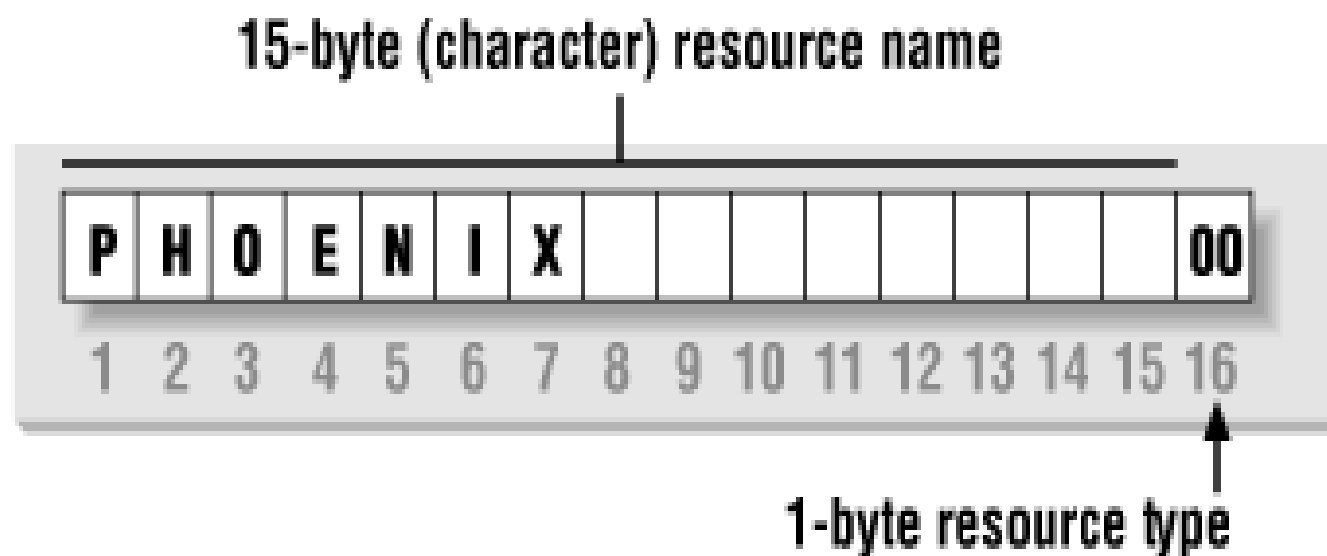 15-byte (character) resource name
P H O E N I X 00
1 2 3 4 5 6 7 8 9 10 11 12 13 14 15 16
1-byte resource type